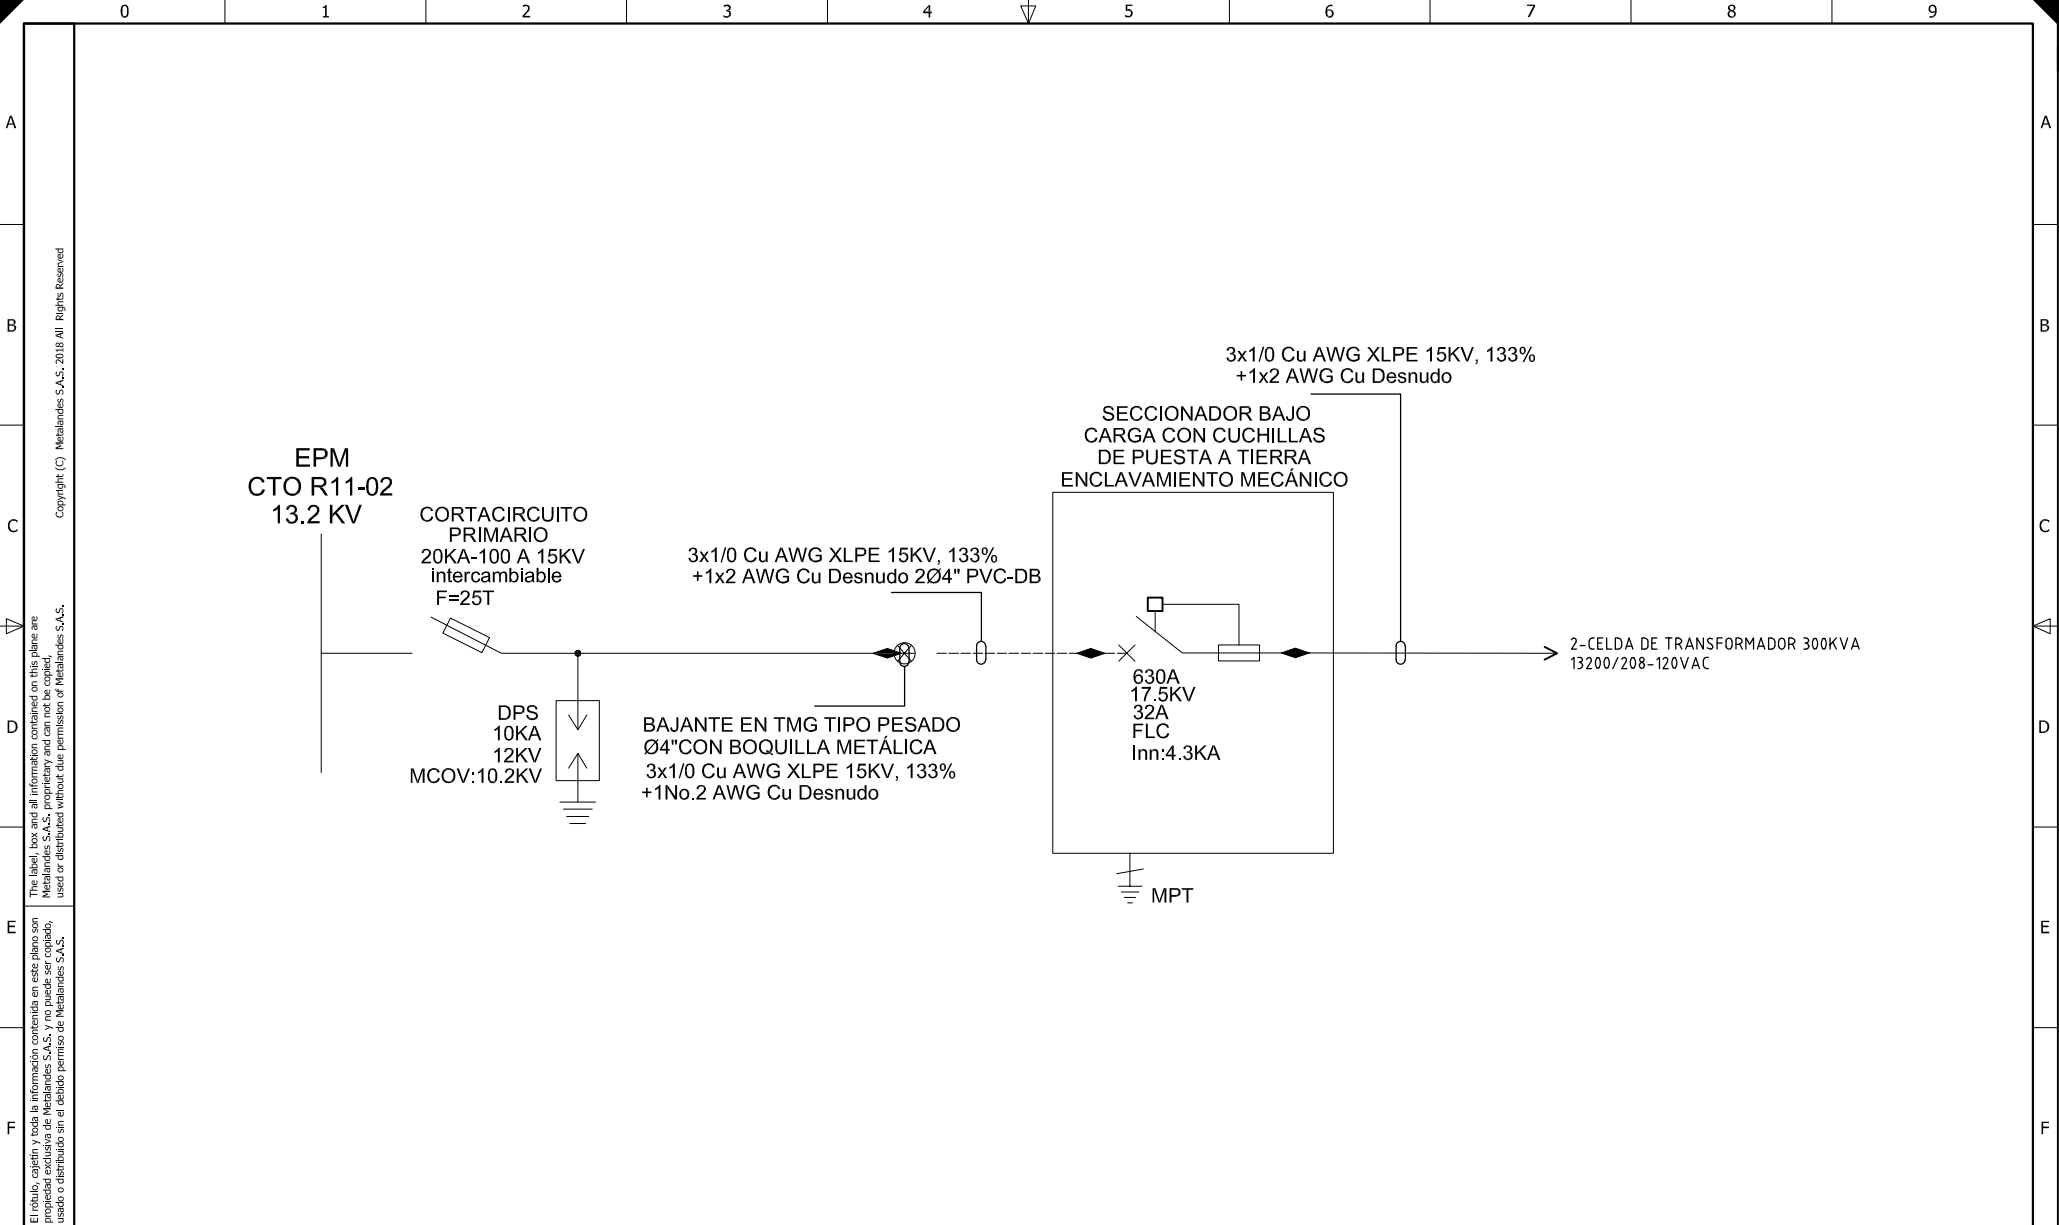 0 1 2 3 4 5 6 7 8 9
A
B
C
D
E
F
A
B
C
D
E
F
Copyright (C) Metalandes S.A.S. 2018 All Rights Reserved
The label, box and all information contained on this plane are
Metalandes S.A.S. proprietary and can not be copied,
used or distributed without due permission of Metalandes S.A.S.
El rótulo, cajetín y toda la información contenida en este plano son
propiedad exclusiva de Metalandes S.A.S. y no puede ser copiado,
usado o distribuido sin el debido permiso de Metalandes S.A.S.
EPM
CTO R11-02
13.2 KV
CORTACIRCUITO
PRIMARIO
20KA-100 A 15KV
intercambiable
F=25T
DPS
10KA
12KV
MCOV:10.2KV
3x1/0 Cu AWG XLPE 15KV, 133%
+1x2 AWG Cu Desnudo 2Ø4" PVC-DB
BAJANTE EN TMG TIPO PESADO
Ø4"CON BOQUILLA METÁLICA
3x1/0 Cu AWG XLPE 15KV, 133%
+1No.2 AWG Cu Desnudo
SECCIONADOR BAJO
CARGA CON CUCHILLAS
DE PUESTA A TIERRA
ENCLAVAMIENTO MECÁNICO
630A
17.5KV
32A
FLC
Inn:4.3KA
MPT
3x1/0 Cu AWG XLPE 15KV, 133%
+1x2 AWG Cu Desnudo
2-CELDA DE TRANSFORMADOR 300KVA
13200/208-120VAC